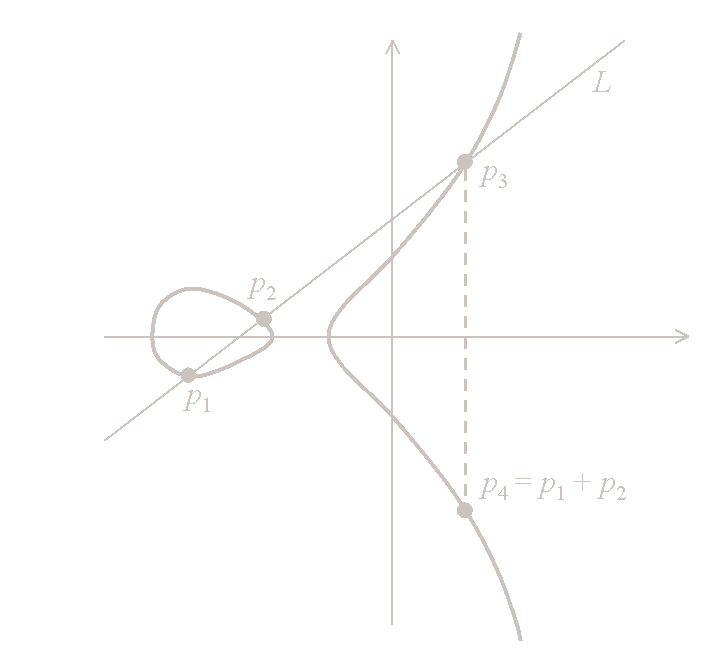 L
p₃
p₂
p₁
p₄ = p₁ + p₂